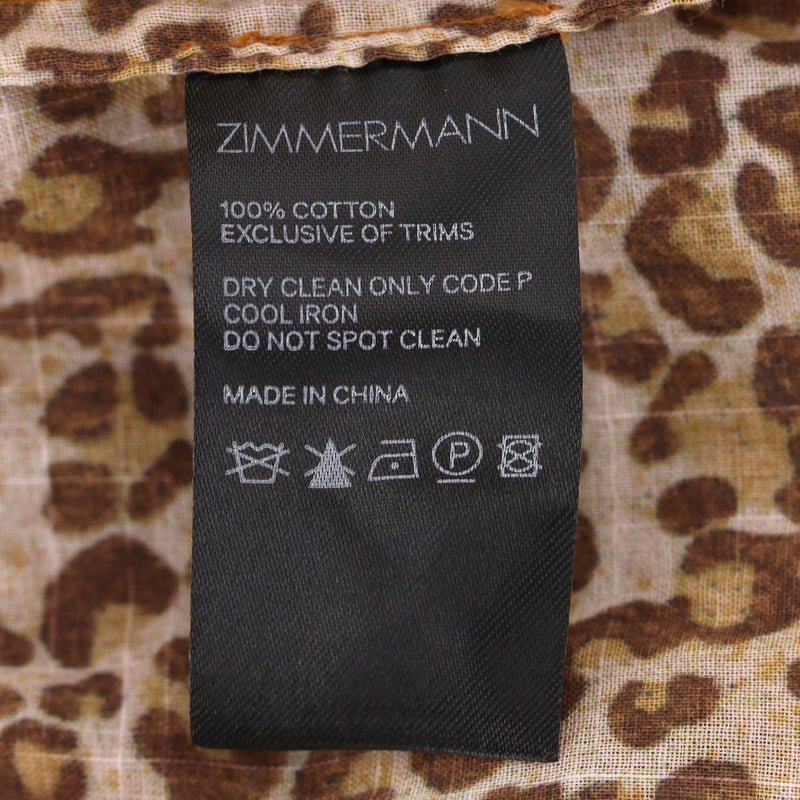 ZIMMERMANN
100% COTTON
EXCLUSIVE OF TRIMS
DRY CLEAN ONLY CODE P
COOL IRON
DO NOT SPOT CLEAN
MADE IN CHINA
P